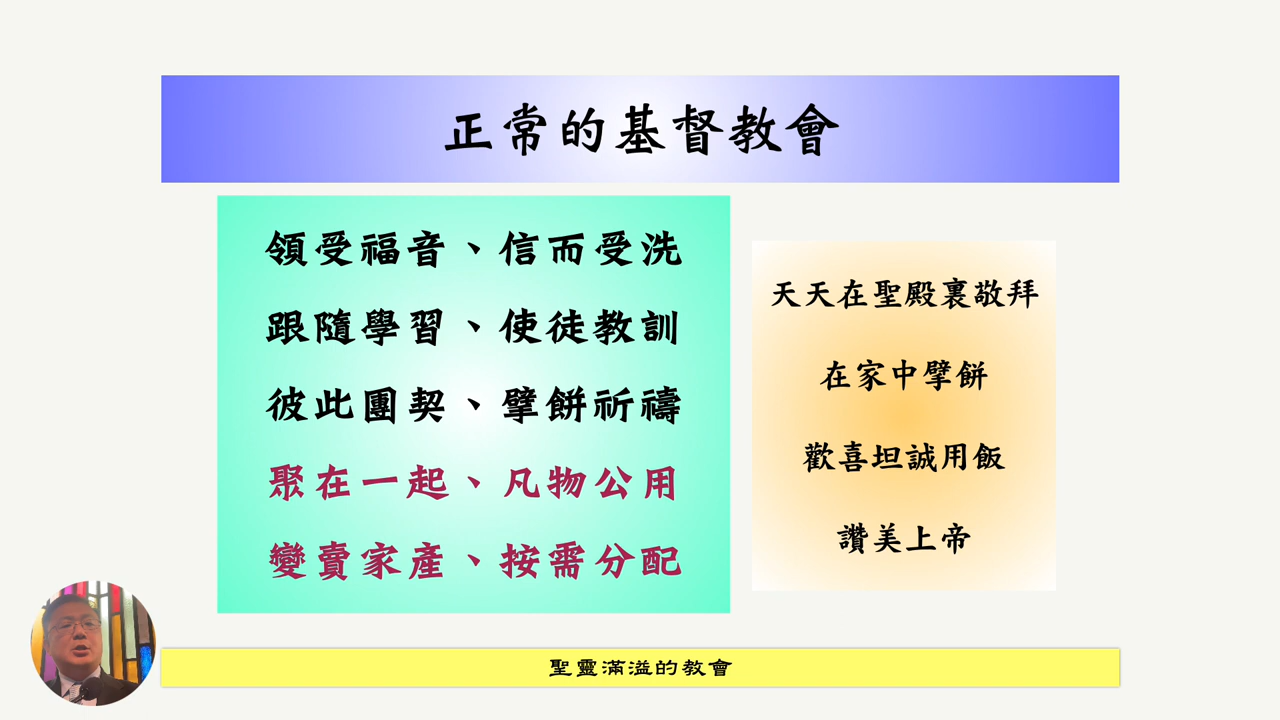 正常的基督教會
領受福音、信而受洗
跟隨學習、使徒教訓
彼此團契、擘餅祈禱
聚在一起、凡物公用
變賣家產、按需分配
天天在聖殿裏敬拜
在家中擘餅
歡喜坦誠用飯
讚美上帝
聖靈滿溢的教會